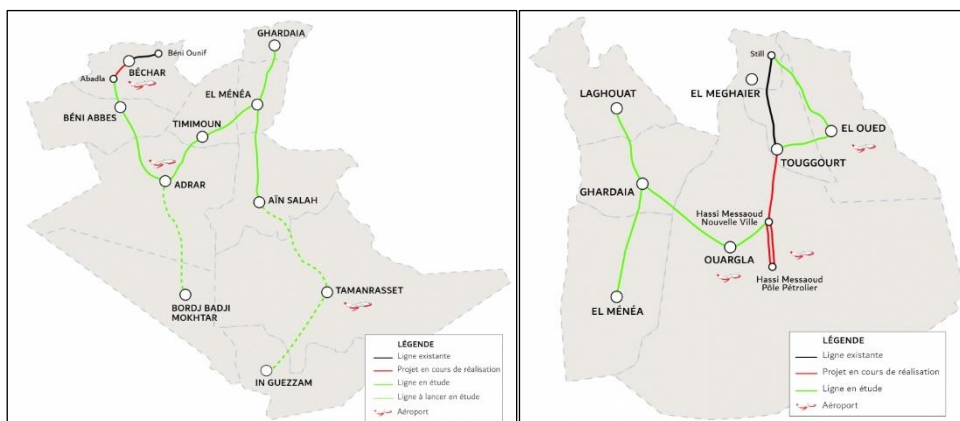 GHARDAIA
Béni Ounif
BÉCHAR
Abadla
EL MÉNÉA
BÉNI ABBES
TIMIMOUN
ADRAR
AÏN SALAH
TAMANRASSET
BORDJ BADJI
MOKHTAR
IN GUEZZAM
LÉGENDE
Ligne existante
Projet en cours de réalisation
Ligne en étude
Ligne à lancer en étude
Aéroport
Still
EL MEGHAIER
LAGHOUAT
EL OUED
TOUGGOURT
GHARDAIA
Hassi Messaoud
Nouvelle Ville
OUARGLA
Hassi Messaoud
Pôle Pétrolier
EL MÉNÉA
LÉGENDE
Ligne existante
Projet en cours de réalisation
Ligne en étude
Aéroport